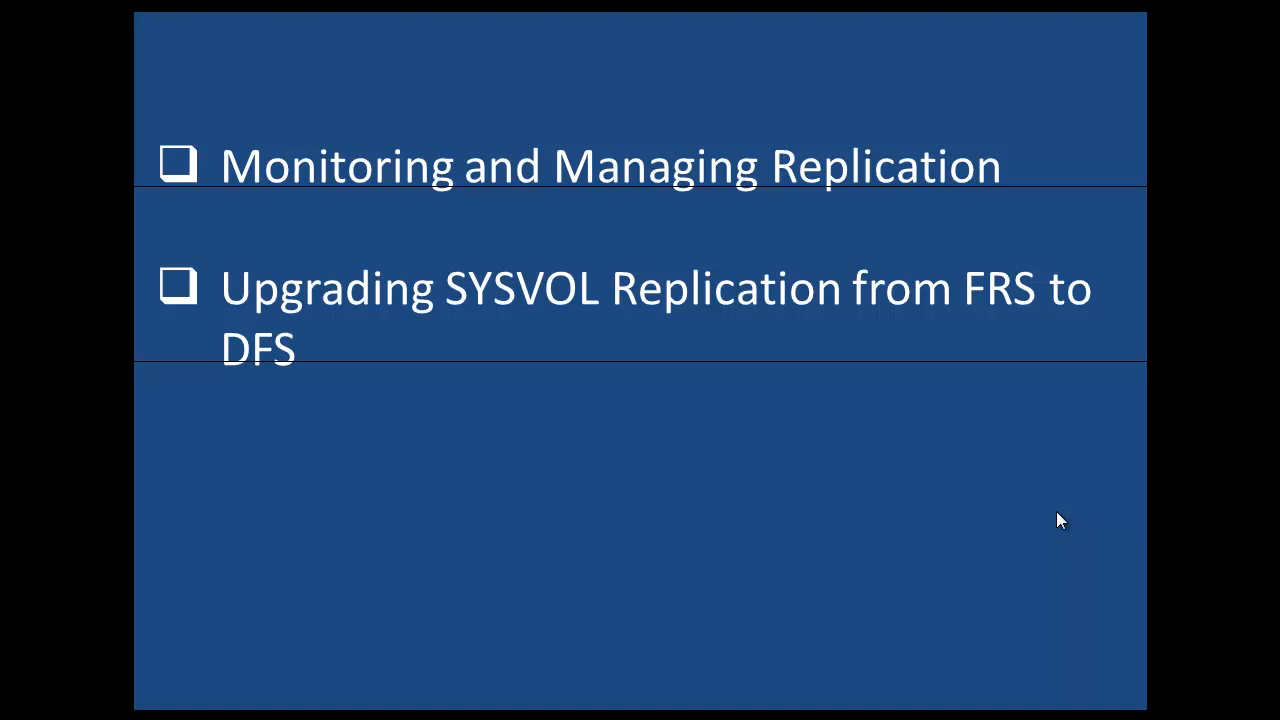 ❑ Monitoring and Managing Replication
❑ Upgrading SYSVOL Replication from FRS to
DFS